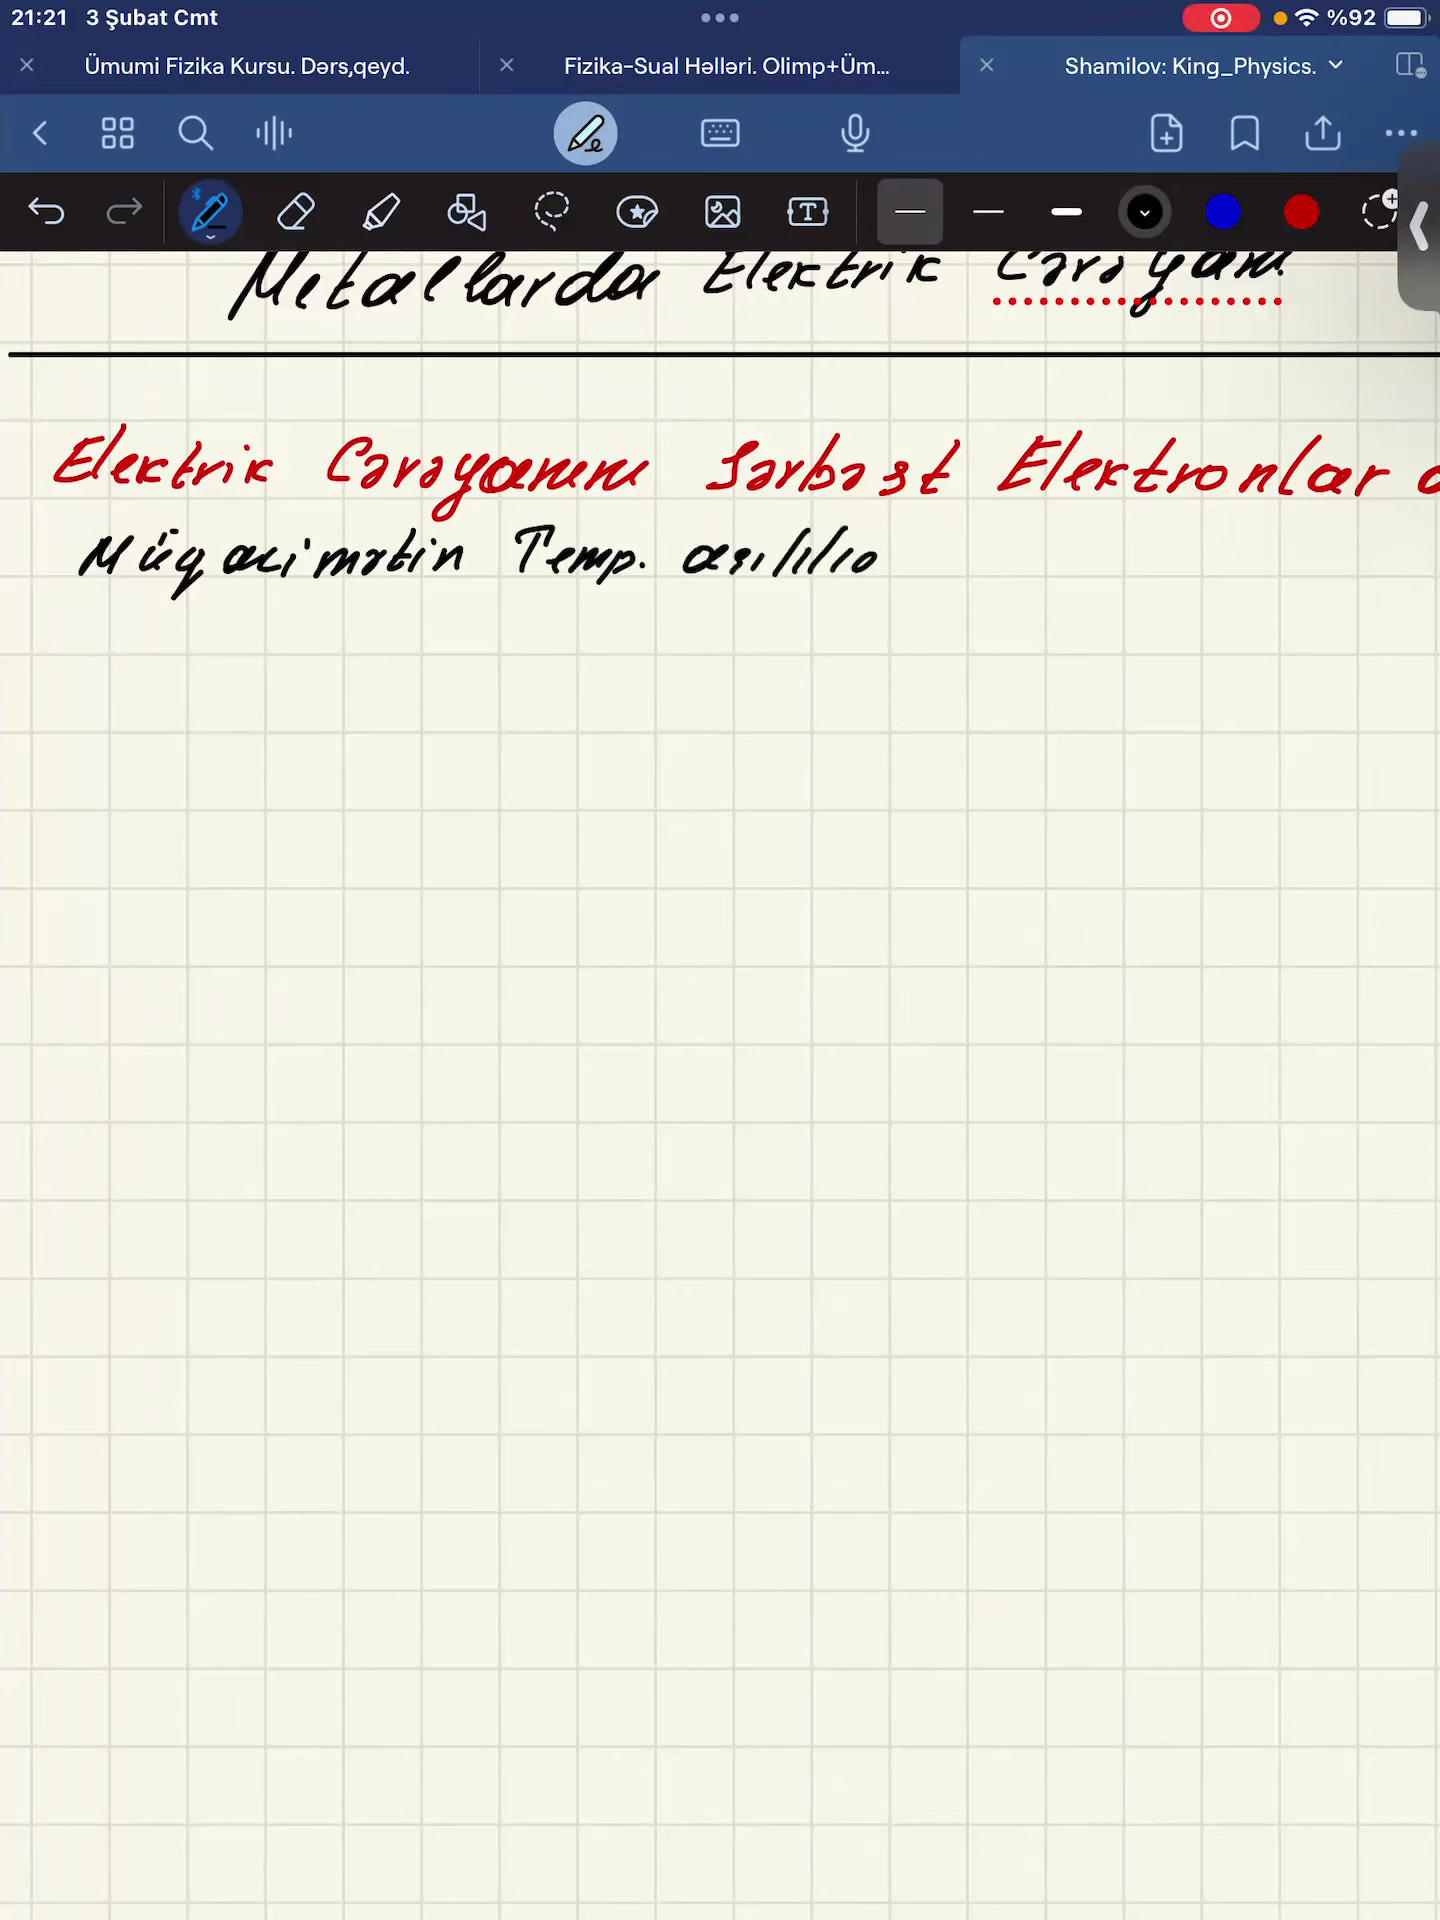 21:21 3 Şubat Cmt %92
Ümumi Fizika Kursu. Dərs,qeyd. Fizika-Sual Həlləri. Olimp+Üm... Shamilov: King_Physics.
Metallarda Elektrik Cərəyanı
Elektrik Cərəyanını Sərbəst Elektronlar
Müqavimətin Temp. asılılıo